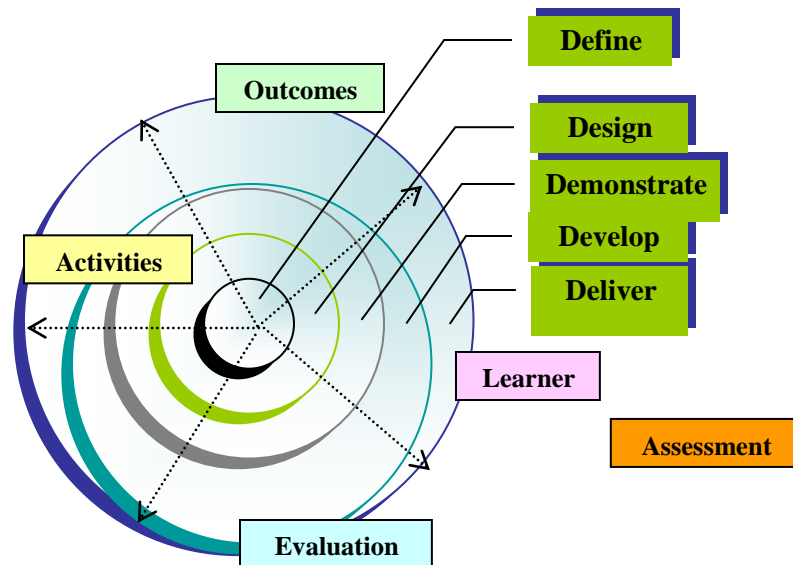 Define
Outcomes
Design
Demonstrate
Develop
Activities
Deliver
Learner
Assessment
Evaluation